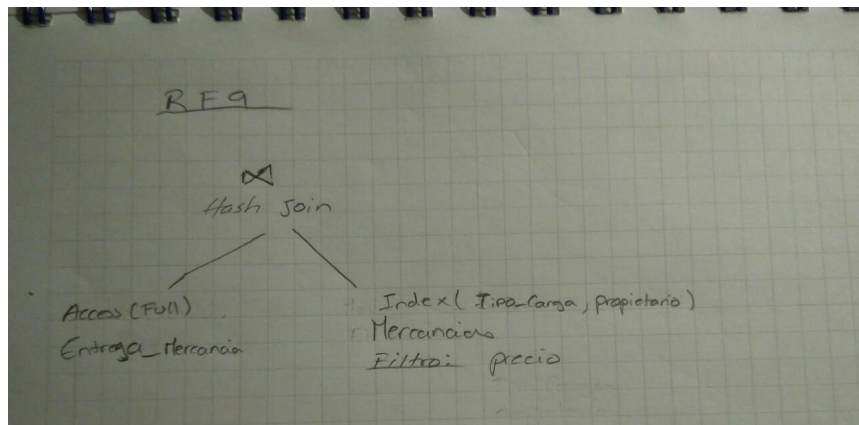 RF9
⋈
Hash Join
Access (Full)
Entrega_Mercancia
Index ( Tipo_Carga, propietario )
Mercancias
Filtro: precio